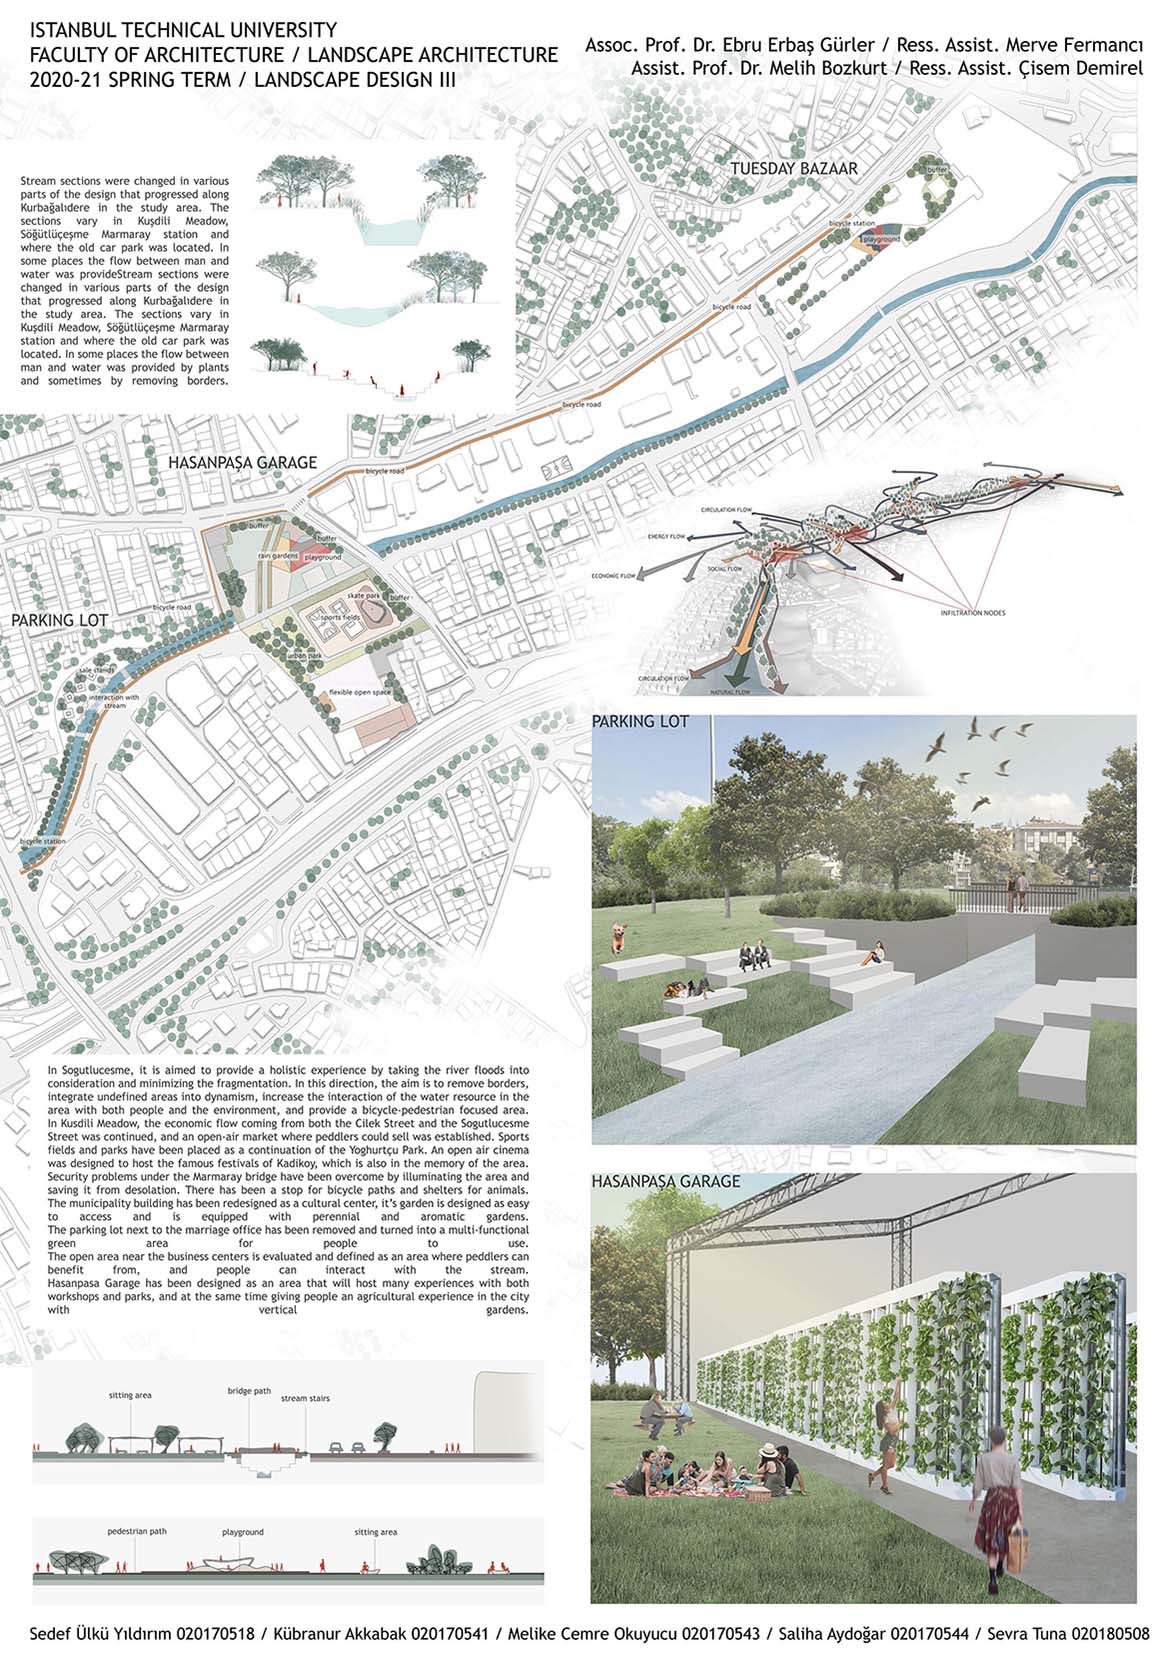 ISTANBUL TECHNICAL UNIVERSITY
FACULTY OF ARCHITECTURE / LANDSCAPE ARCHITECTURE
2020-21 SPRING TERM / LANDSCAPE DESIGN III
Assoc. Prof. Dr. Ebru Erbaş Gürler / Ress. Assist. Merve Fermancı
Assist. Prof. Dr. Melih Bozkurt / Ress. Assist. Çisem Demirel
Stream sections were changed in various
parts of the design that progressed along
Kurbağalıdere in the study area. The
sections vary in Kuşdili Meadow,
Söğütlüçeşme Marmaray station and
where the old car park was located. In
some places the flow between man and
water was provideStream sections were
changed in various parts of the design
that progressed along Kurbağalıdere in
the study area. The sections vary in
Kuşdili Meadow, Söğütlüçeşme Marmaray
station and where the old car park was
located. In some places the flow between
man and water was provided by plants
and sometimes by removing borders.
TUESDAY BAZAAR
buffer
bicycle station
playground
bicycle road
bicycle road
HASANPAŞA GARAGE
bicycle road
buffer
buffer
rain gardens
playground
skate park
buffer
sports fields
urban park
flexible open space
PARKING LOT
bicycle road
sale stands
interaction with
stream
bicycle station
CIRCULATION FLOW
ENERGY FLOW
SOCIAL FLOW
ECONOMIC FLOW
INFILTRATION NODES
CIRCULATION FLOW
NATURAL FLOW
PARKING LOT
In Sogutlucesme, it is aimed to provide a holistic experience by taking the river floods into
consideration and minimizing the fragmentation. In this direction, the aim is to remove borders,
integrate undefined areas into dynamism, increase the interaction of the water resource in the
area with both people and the environment, and provide a bicycle-pedestrian focused area.
In Kusdili Meadow, the economic flow coming from both the Cilek Street and the Sogutlucesme
Street was continued, and an open-air market where peddlers could sell was established. Sports
fields and parks have been placed as a continuation of the Yoghurtçu Park. An open air cinema
was designed to host the famous festivals of Kadikoy, which is also in the memory of the area.
Security problems under the Marmaray bridge have been overcome by illuminating the area and
saving it from desolation. There has been a stop for bicycle paths and shelters for animals.
The municipality building has been redesigned as a cultural center, it's garden is designed as easy
to access and is equipped with perennial and aromatic gardens.
The parking lot next to the marriage office has been removed and turned into a multi-functional
green area for people to use.
The open area near the business centers is evaluated and defined as an area where peddlers can
benefit from, and people can interact with the stream.
Hasanpasa Garage has been designed as an area that will host many experiences with both
workshops and parks, and at the same time giving people an agricultural experience in the city
with vertical gardens.
HASANPAŞA GARAGE
sitting area
bridge path
stream stairs
pedestrian path
playground
sitting area
Sedef Ülkü Yıldırım 020170518 / Kübranur Akkabak 020170541 / Melike Cemre Okuyucu 020170543 / Saliha Aydoğar 020170544 / Sevra Tuna 020180508